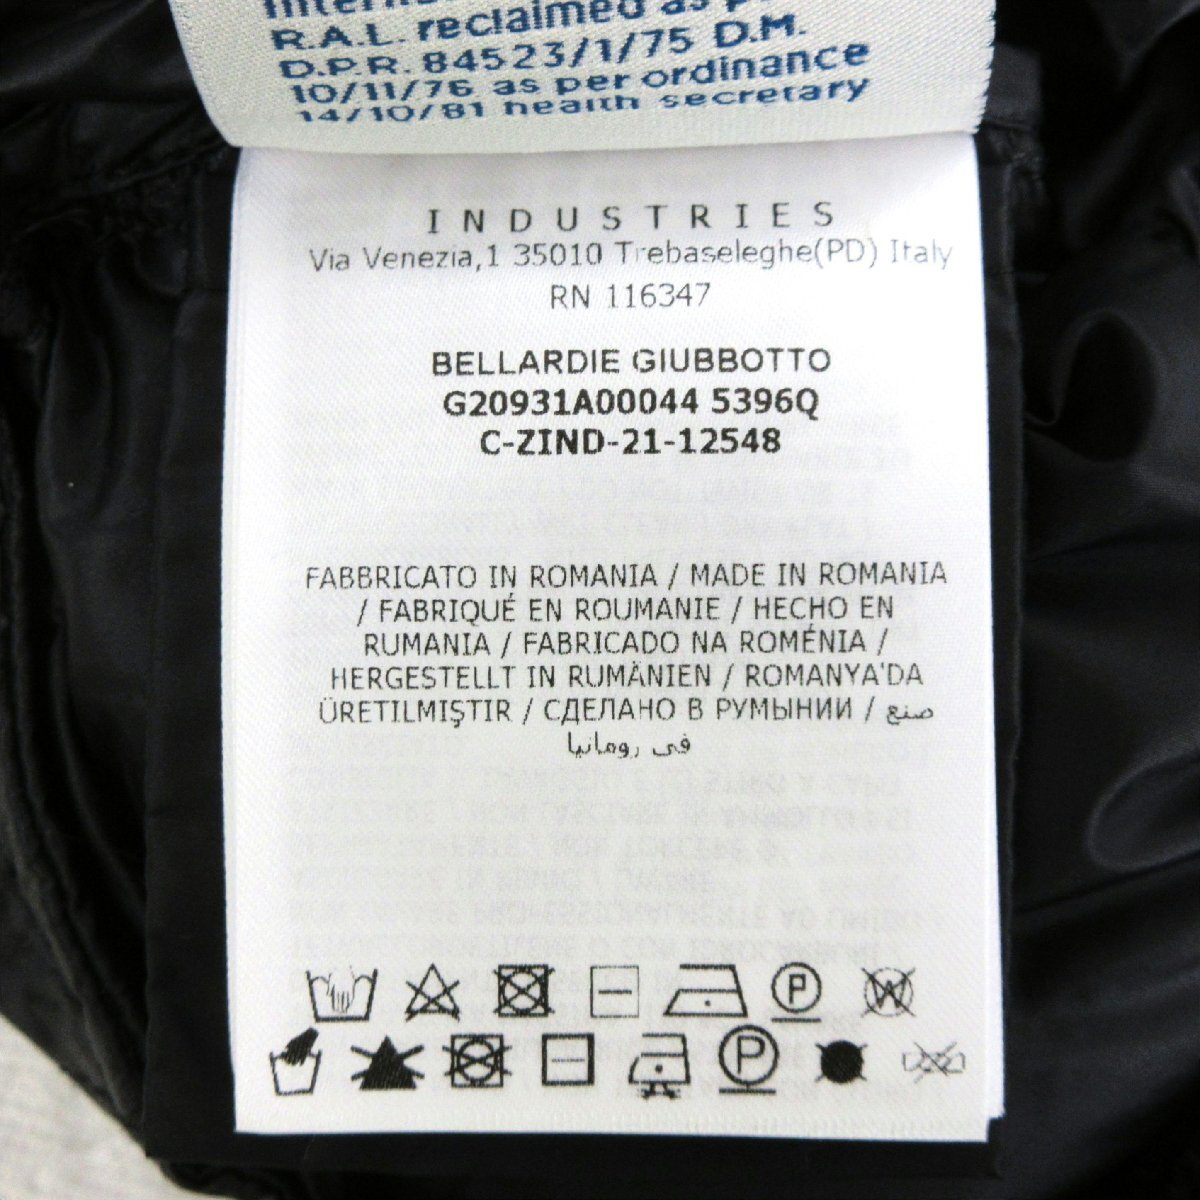 R.A.L. reclaimed as
D.P.R. 84523/1/75 D.M.
10/11/76 as per ordinance
14/10/81 health secretary
INDUSTRIES
Via Venezia,1 35010 Trebaseleghe(PD) Italy
RN 116347
BELLARDIE GIUBBOTTO
G20931A00044 5396Q
C-ZIND-21-12548
FABBRICATO IN ROMANIA / MADE IN ROMANIA
/ FABRIQUÉ EN ROUMANIE / HECHO EN
RUMANIA / FABRICADO NA ROMÉNIA /
HERGESTELLT IN RUMÄNIEN / ROMANYA'DA
ÜRETILMIŞTIR / СДЕЛАНО В РУМЫНИИ / صنع
في رومانيا
P W
P